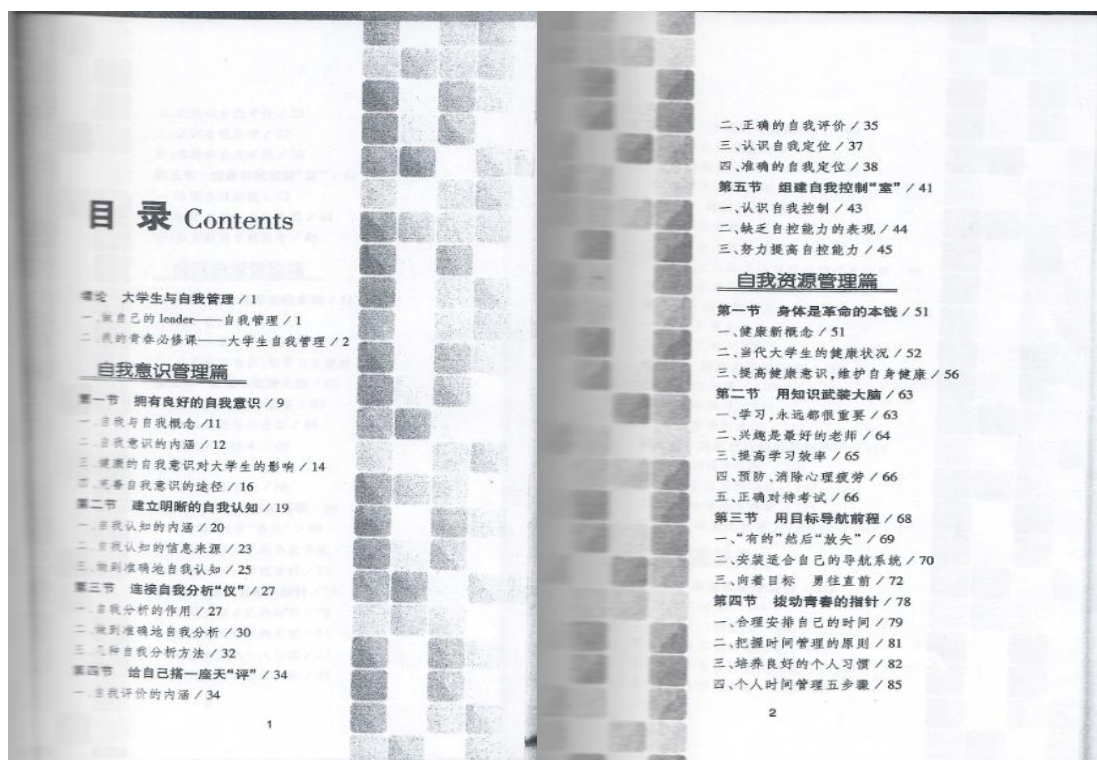 目 录 Contents
绪论 大学生与自我管理 / 1
一、做自己的 leader——自我管理 / 1
二、我的青春必修课——大学生自我管理 / 2
自我意识管理篇
第一节 拥有良好的自我意识 / 9
一、自我与自我概念 /11
二、自我意识的内涵 / 12
三、健康的自我意识对大学生的影响 / 14
四、完善自我意识的途径 / 16
第二节 建立明晰的自我认知 / 19
一、自我认知的内涵 / 20
二、自我认知的信息来源 / 23
三、做到准确地自我认知 / 25
第三节 连接自我分析“仪” / 27
一、自我分析的作用 / 27
二、做到准确地自我分析 / 30
三、几种自我分析方法 / 32
第四节 给自己搭一座天“评” / 34
一、自我评价的内涵 / 34
1
二、正确的自我评价 / 35
三、认识自我定位 / 37
四、准确的自我定位 / 38
第五节 组建自我控制“室” / 41
一、认识自我控制 / 43
二、缺乏自控能力的表现 / 44
三、努力提高自控能力 / 45
自我资源管理篇
第一节 身体是革命的本钱 / 51
一、健康新概念 / 51
二、当代大学生的健康状况 / 52
三、提高健康意识,维护自身健康 / 56
第二节 用知识武装大脑 / 63
一、学习,永远都很重要 / 63
二、兴趣是最好的老师 / 64
三、提高学习效率 / 65
四、预防、消除心理疲劳 / 66
五、正确对待考试 / 66
第三节 用目标导航前程 / 68
一、“有的”然后“放矢” / 69
二、安装适合自己的导航系统 / 70
三、向着目标 勇往直前 / 72
第四节 拨动青春的指针 / 78
一、合理安排自己的时间 / 79
二、把握时间管理的原则 / 81
三、培养良好的个人习惯 / 82
四、个人时间管理五步骤 / 85
2